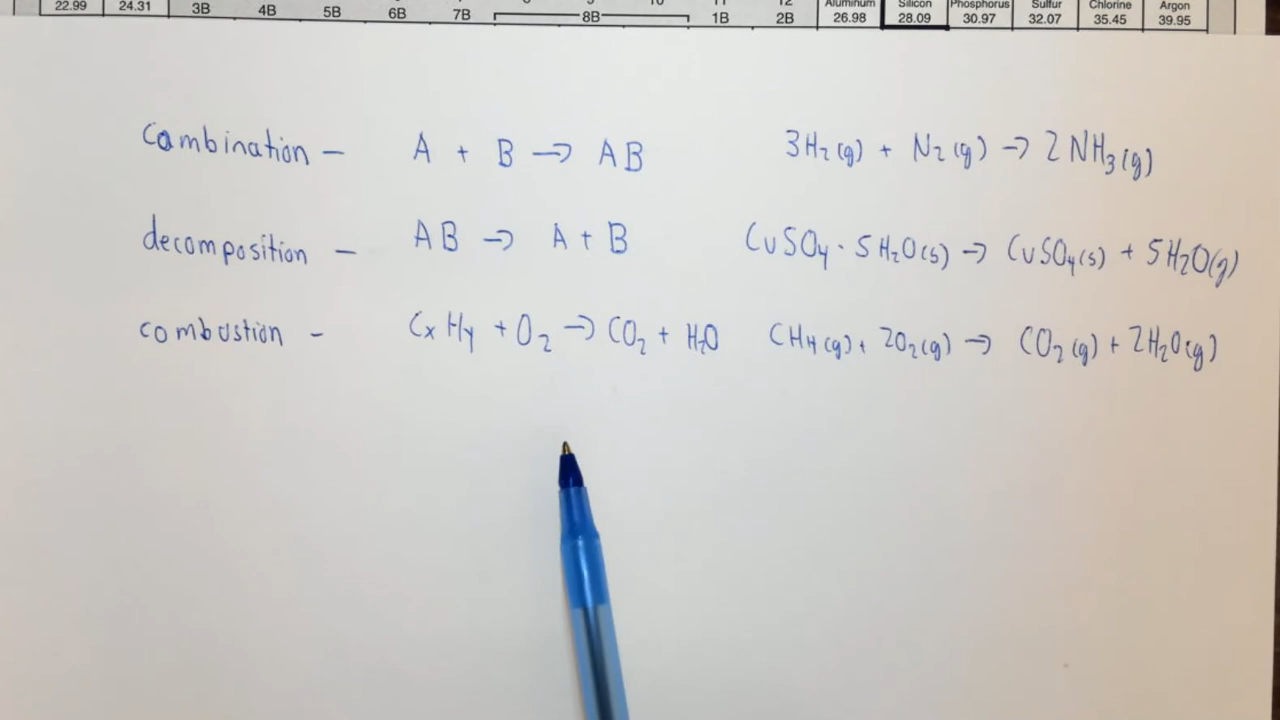 22.99 24.31 3B 4B 5B 6B 7B 8B 1B 2B Aluminum 26.98 Silicon 28.09 Phosphorus 30.97 Sulfur 32.07 Chlorine 35.45 Argon 39.95
Combination – A + B → AB 3H₂(g) + N₂(g) → 2NH₃(g)
decomposition – AB → A + B CuSO₄ · 5H₂O(s) → CuSO₄(s) + 5H₂O(g)
combustion – CxHy + O₂ → CO₂ + H₂O CH₄(g) + 2O₂(g) → CO₂(g) + 2H₂O(g)